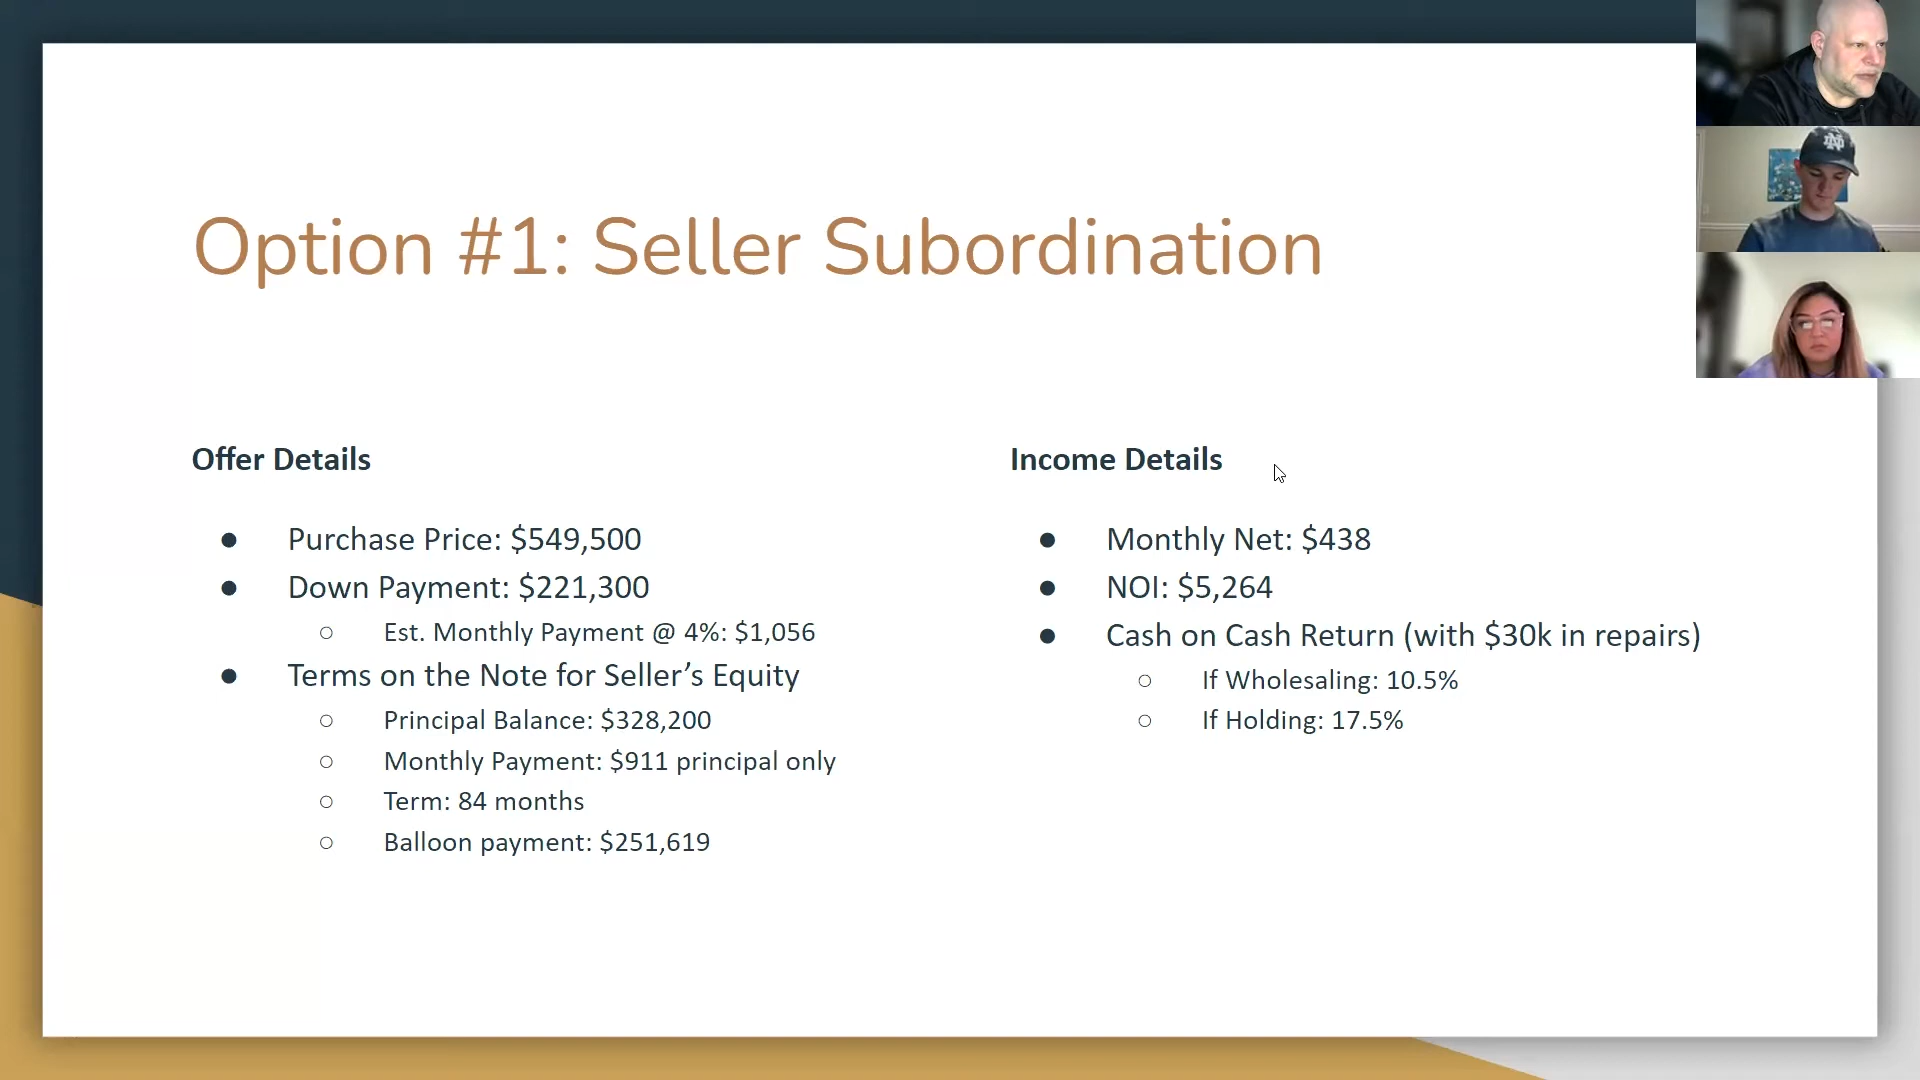 Option #1: Seller Subordination
Offer Details
● Purchase Price: $549,500
● Down Payment: $221,300
○ Est. Monthly Payment @ 4%: $1,056
● Terms on the Note for Seller’s Equity
○ Principal Balance: $328,200
○ Monthly Payment: $911 principal only
○ Term: 84 months
○ Balloon payment: $251,619
Income Details
● Monthly Net: $438
● NOI: $5,264
● Cash on Cash Return (with $30k in repairs)
○ If Wholesaling: 10.5%
○ If Holding: 17.5%